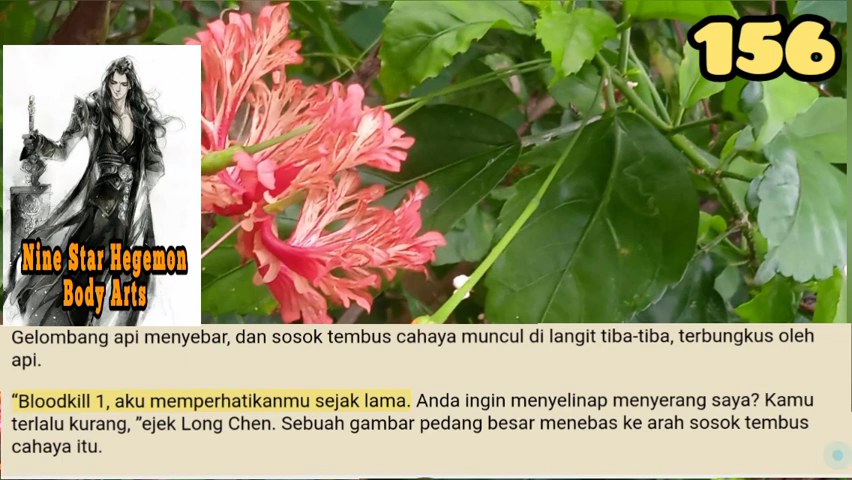 156
Nine Star Hegemon
Body Arts
Gelombang api menyebar, dan sosok tembus cahaya muncul di langit tiba-tiba, terbungkus oleh
api.
“Bloodkill 1, aku memperhatikanmu sejak lama. Anda ingin menyelinap menyerang saya? Kamu
terlalu kurang, ”ejek Long Chen. Sebuah gambar pedang besar menebas ke arah sosok tembus
cahaya itu.